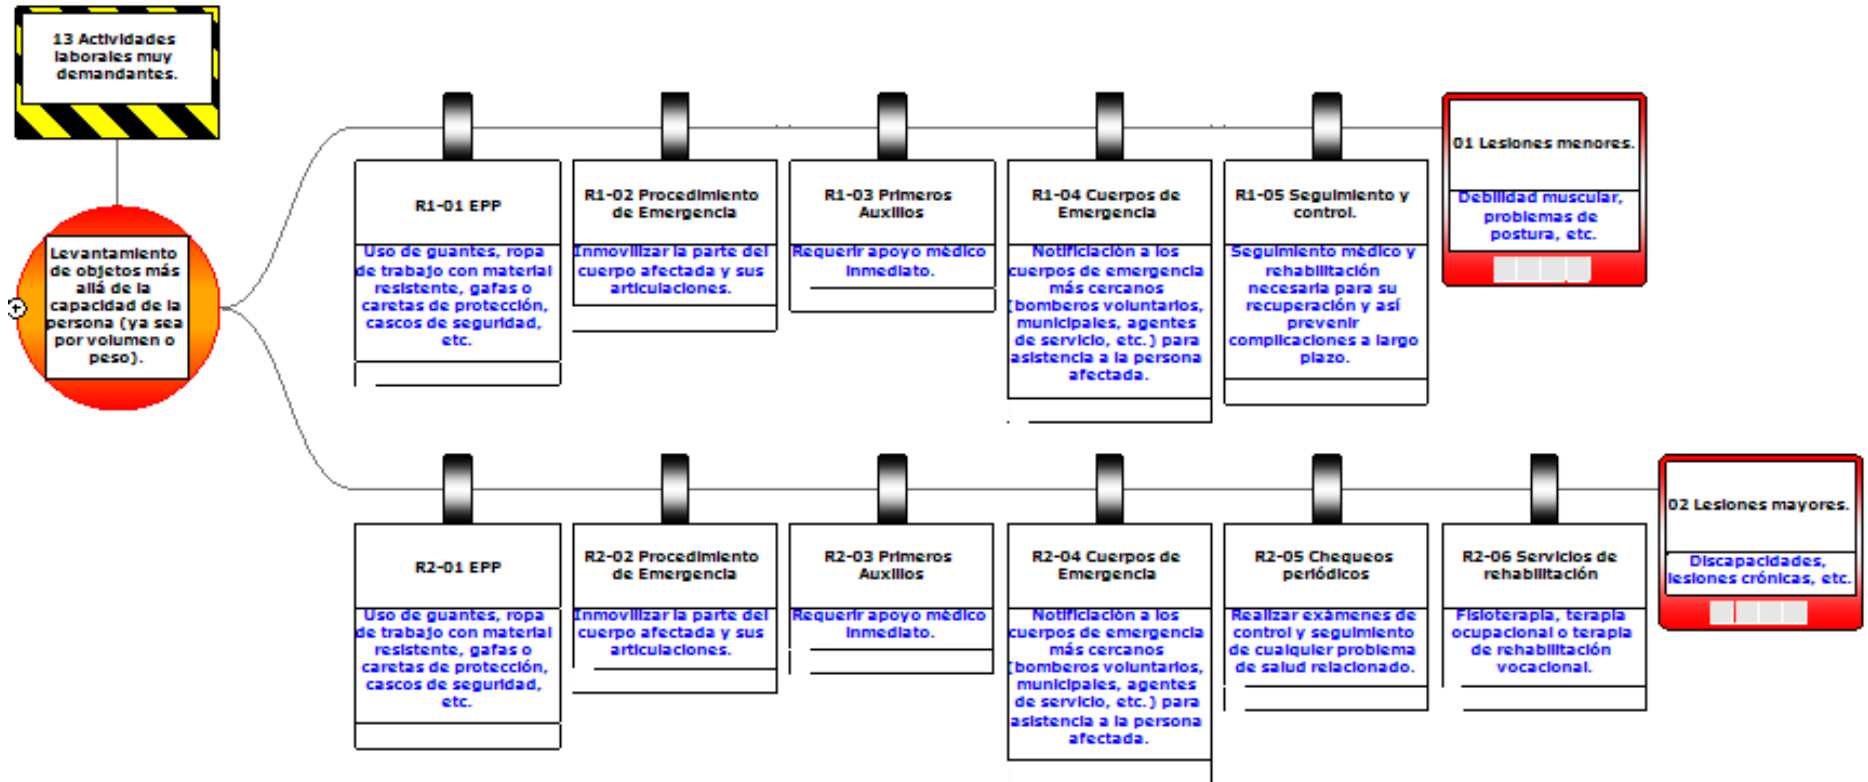 13 Actividades
laborales muy
demandantes.
Levantamiento
de objetos más
allá de la
capacidad de la
persona (ya sea
por volumen o
peso).
R1-01 EPP
Uso de guantes, ropa
de trabajo con material
resistente, gafas o
caretas de protección,
cascos de seguridad,
etc.
R1-02 Procedimiento
de Emergencia
Inmovilizar la parte del
cuerpo afectada y sus
articulaciones.
R1-03 Primeros
Auxilios
Requerir apoyo médico
inmediato.
R1-04 Cuerpos de
Emergencia
Notificiación a los
cuerpos de emergencia
más cercanos
(bomberos voluntarios,
municipales, agentes
de servicio, etc.) para
asistencia a la persona
afectada.
R1-05 Seguimiento y
control.
Seguimiento médico y
rehabilitación
necesaria para su
recuperación y así
prevenir
complicaciones a largo
plazo.
01 Lesiones menores.
Debilidad muscular,
problemas de
postura, etc.
R2-01 EPP
Uso de guantes, ropa
de trabajo con material
resistente, gafas o
caretas de protección,
cascos de seguridad,
etc.
R2-02 Procedimiento
de Emergencia
Inmovilizar la parte del
cuerpo afectada y sus
articulaciones.
R2-03 Primeros
Auxilios
Requerir apoyo médico
inmediato.
R2-04 Cuerpos de
Emergencia
Notificiación a los
cuerpos de emergencia
más cercanos
(bomberos voluntarios,
municipales, agentes
de servicio, etc.) para
asistencia a la persona
afectada.
R2-05 Chequeos
periódicos
Realizar exámenes de
control y seguimiento
de cualquier problema
de salud relacionado.
R2-06 Servicios de
rehabilitación
Fisioterapia, terapia
ocupacional o terapia
de rehabilitación
vocacional.
02 Lesiones mayores.
Discapacidades,
lesiones crónicas, etc.